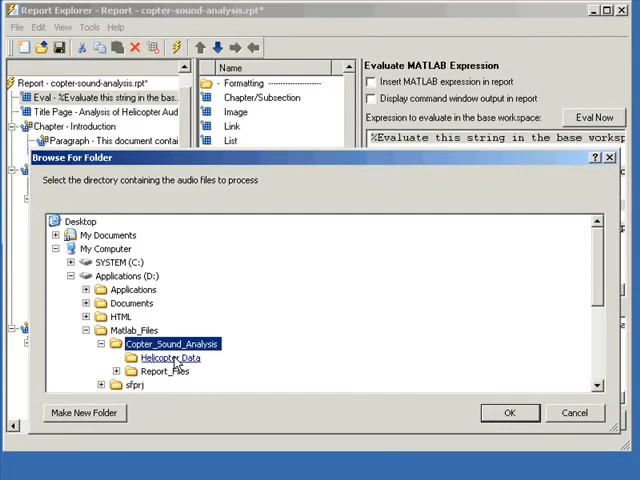 Report Explorer - copter-sound-analysis.rpt*
File Edit View Tools Help
Report - copter-sound-analysis.rpt*
Eval - %Evaluate this string in the bas...
Title Page - Analysis of Helicopter Aud
Chapter - Introduction
Paragraph - This document contai
Name
- Formatting -
Chapter/Subsection
Image
Link
List
Evaluate MATLAB Expression
Insert MATLAB expression in report
Display command window output in report
Expression to evaluate in the base workspace:
Eval Now
%Evaluate this string in the base worksp
Browse For Folder
Select the directory containing the audio files to process
Desktop
My Documents
My Computer
SYSTEM (C:)
Applications (D:)
Applications
Documents
HTML
Matlab_Files
Copter_Sound_Analysis
Helicopter_Data
Report_Files
sfprj
Make New Folder
OK
Cancel